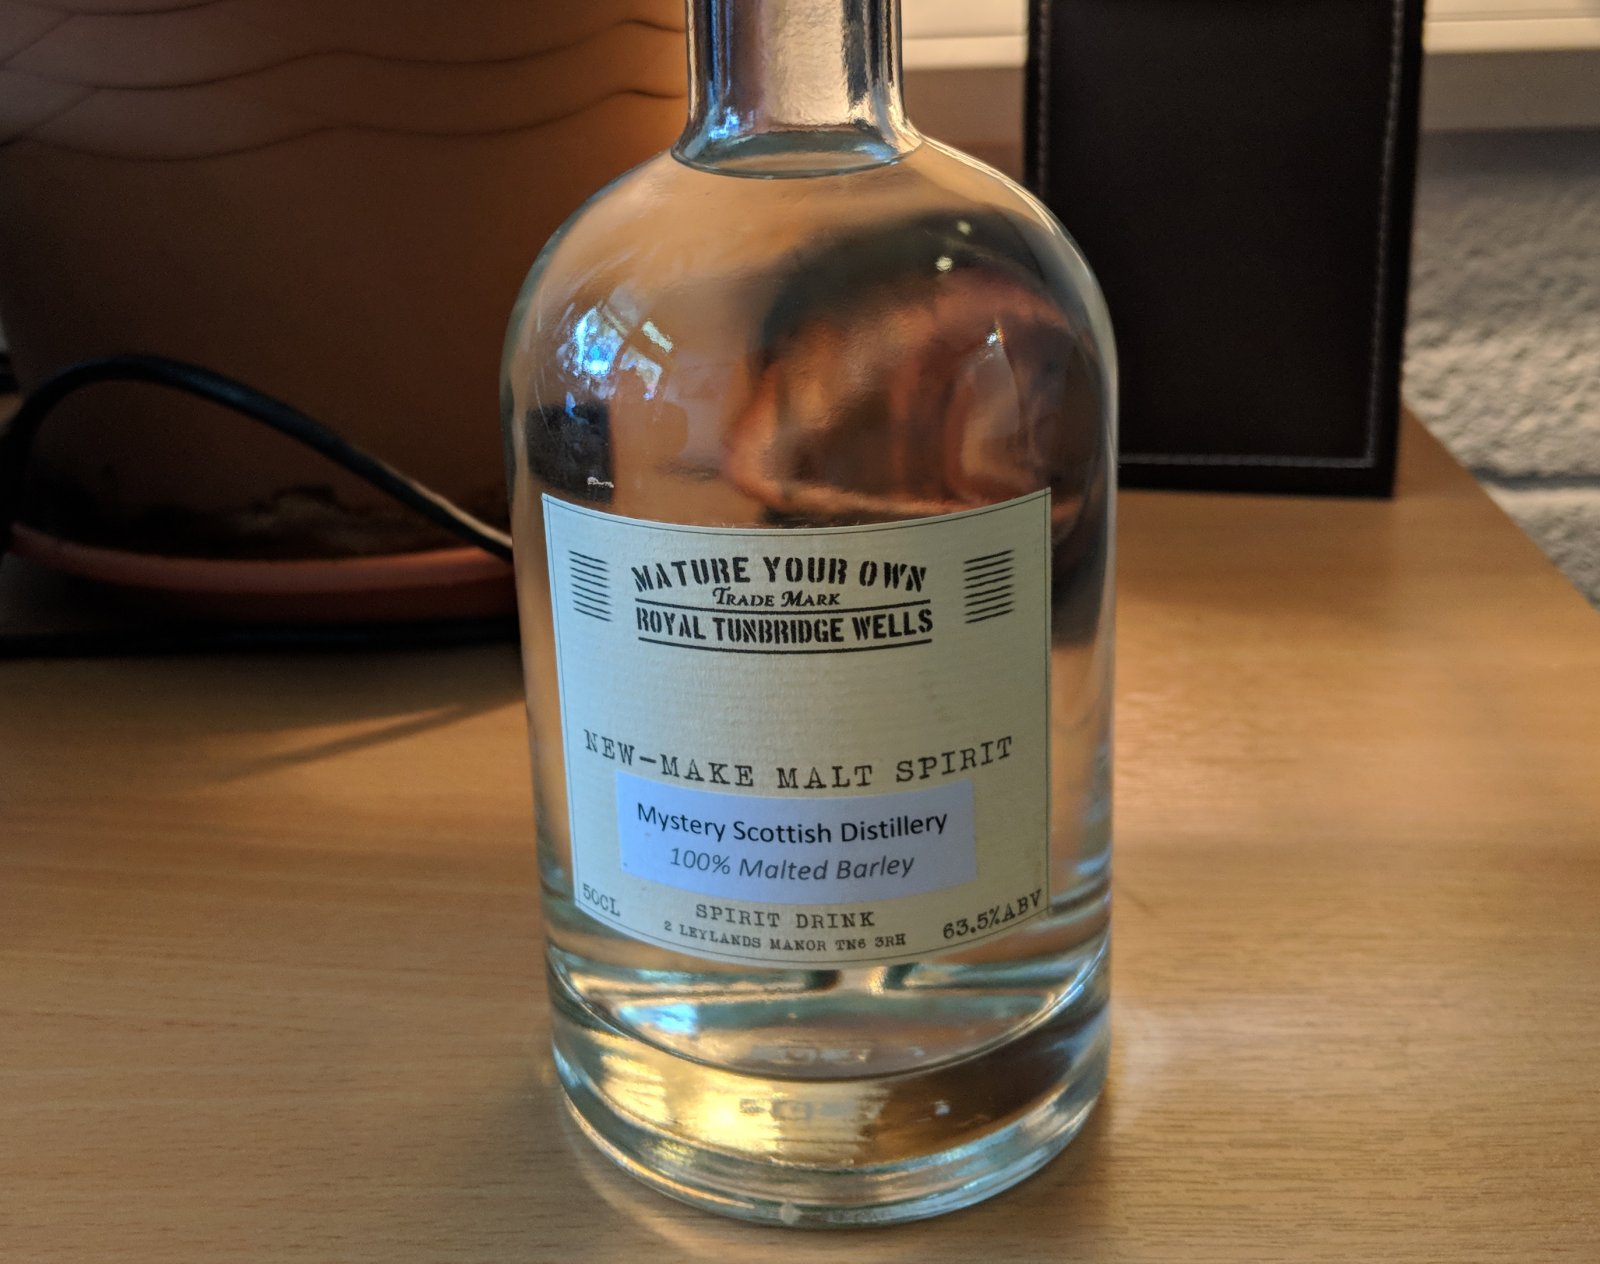 MATURE YOUR OWN
TRADE MARK
ROYAL TUNBRIDGE WELLS
NEW-MAKE MALT SPIRIT
Mystery Scottish Distillery
100% Malted Barley
50CL
SPIRIT DRINK
2 LEYLANDS MANOR TN6 3RH
63.5%ABV